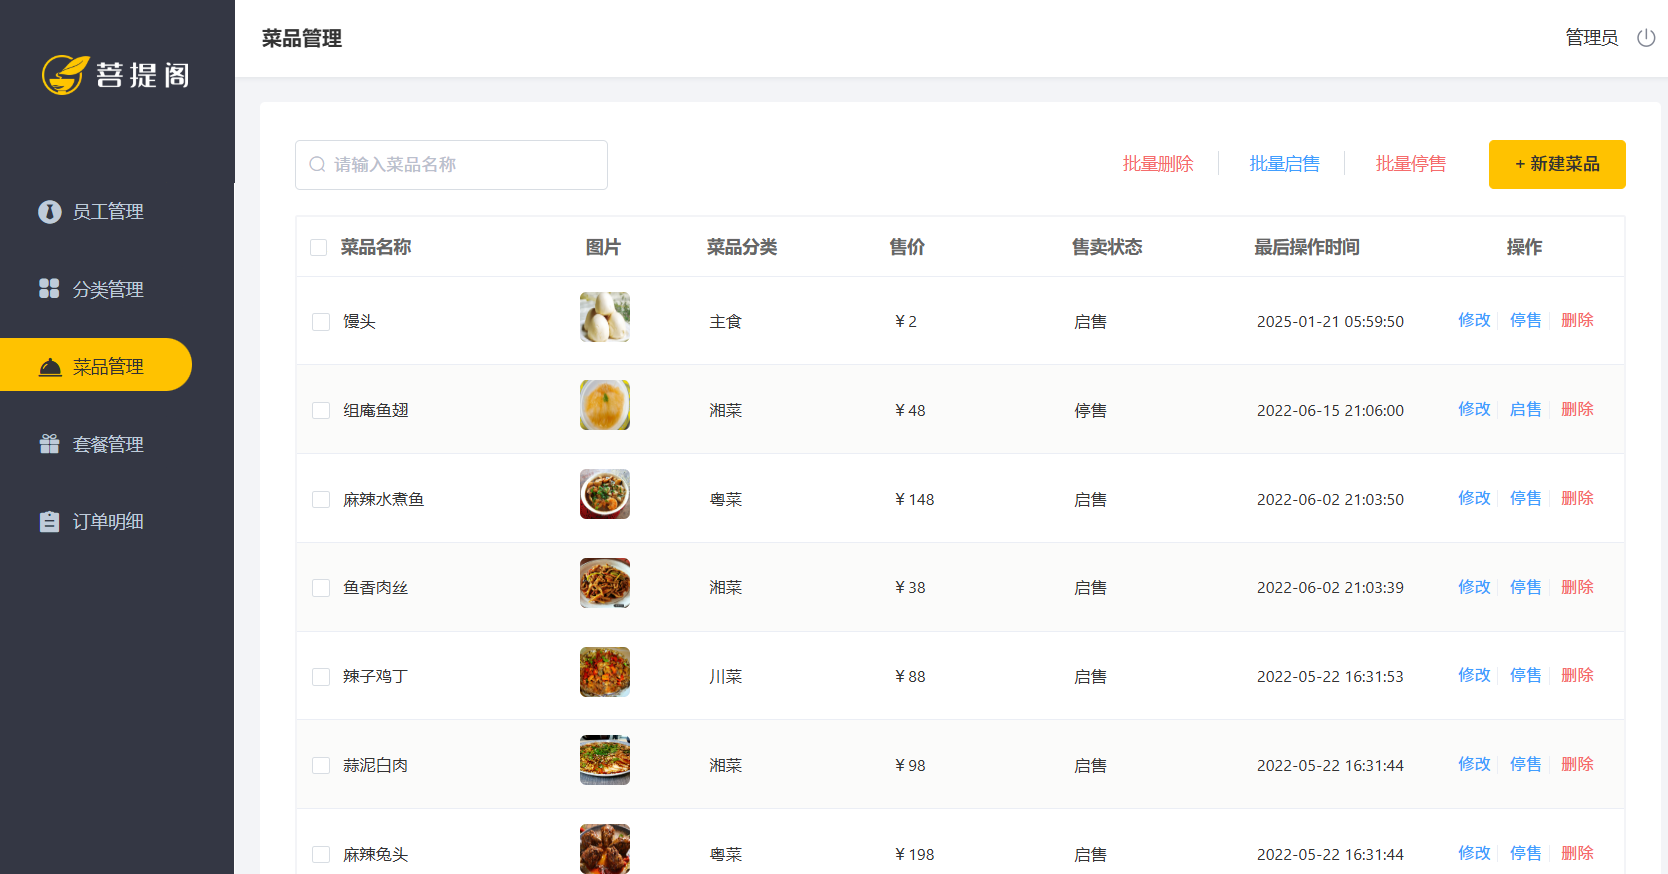 菩提阁
员工管理
分类管理
菜品管理
套餐管理
订单明细
菜品管理
管理员
请输入菜品名称
批量删除 批量启售 批量停售 + 新建菜品
菜品名称 图片 菜品分类 售价 售卖状态 最后操作时间 操作
馒头 主食 ￥2 启售 2025-01-21 05:59:50 修改 停售 删除
组庵鱼翅 湘菜 ￥48 停售 2022-06-15 21:06:00 修改 启售 删除
麻辣水煮鱼 粤菜 ￥148 启售 2022-06-02 21:03:50 修改 停售 删除
鱼香肉丝 湘菜 ￥38 启售 2022-06-02 21:03:39 修改 停售 删除
辣子鸡丁 川菜 ￥88 启售 2022-05-22 16:31:53 修改 停售 删除
蒜泥白肉 湘菜 ￥98 启售 2022-05-22 16:31:44 修改 停售 删除
麻辣兔头 粤菜 ￥198 启售 2022-05-22 16:31:44 修改 停售 删除